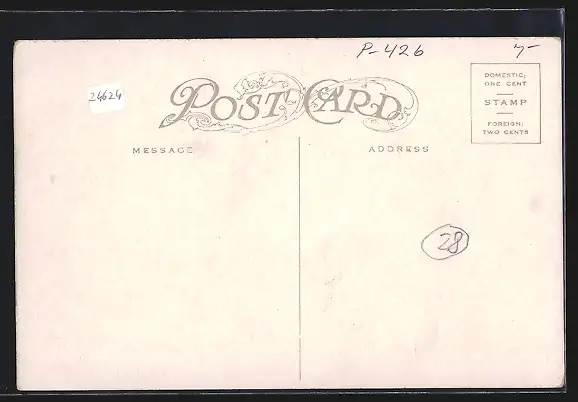 P-426
7-
24624
POST CARD
DOMESTIC;
ONE CENT
STAMP
FOREIGN;
TWO CENTS
MESSAGE
ADDRESS
28